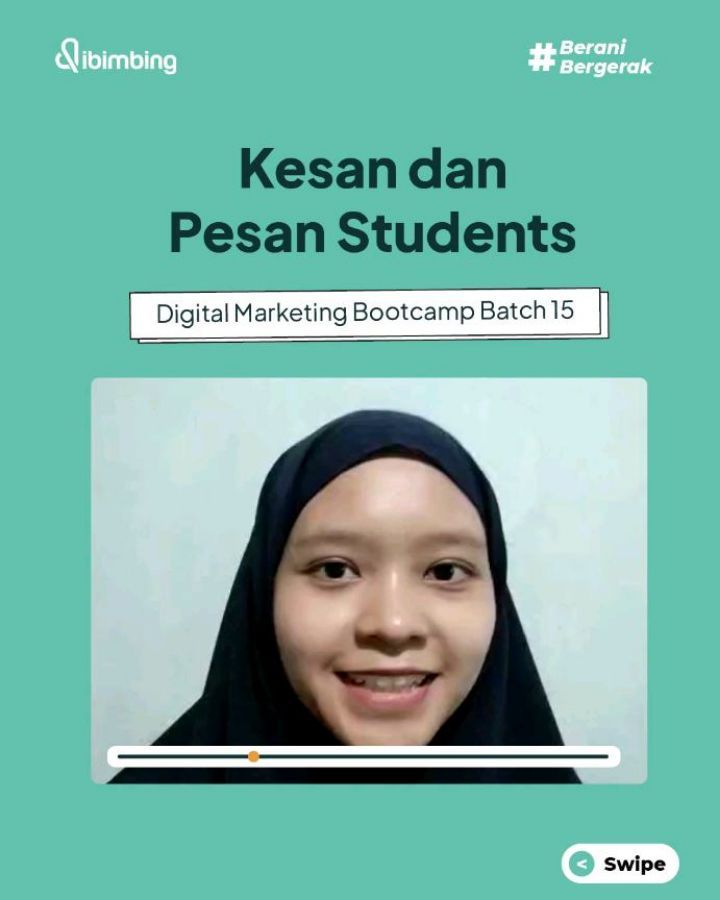 dibimbing
#Berani
Bergerak
Kesan dan
Pesan Students
Digital Marketing Bootcamp Batch 15
< Swipe